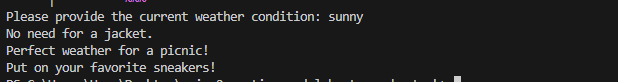 Please provide the current weather condition: sunny
No need for a jacket.
Perfect weather for a picnic!
Put on your favorite sneakers!